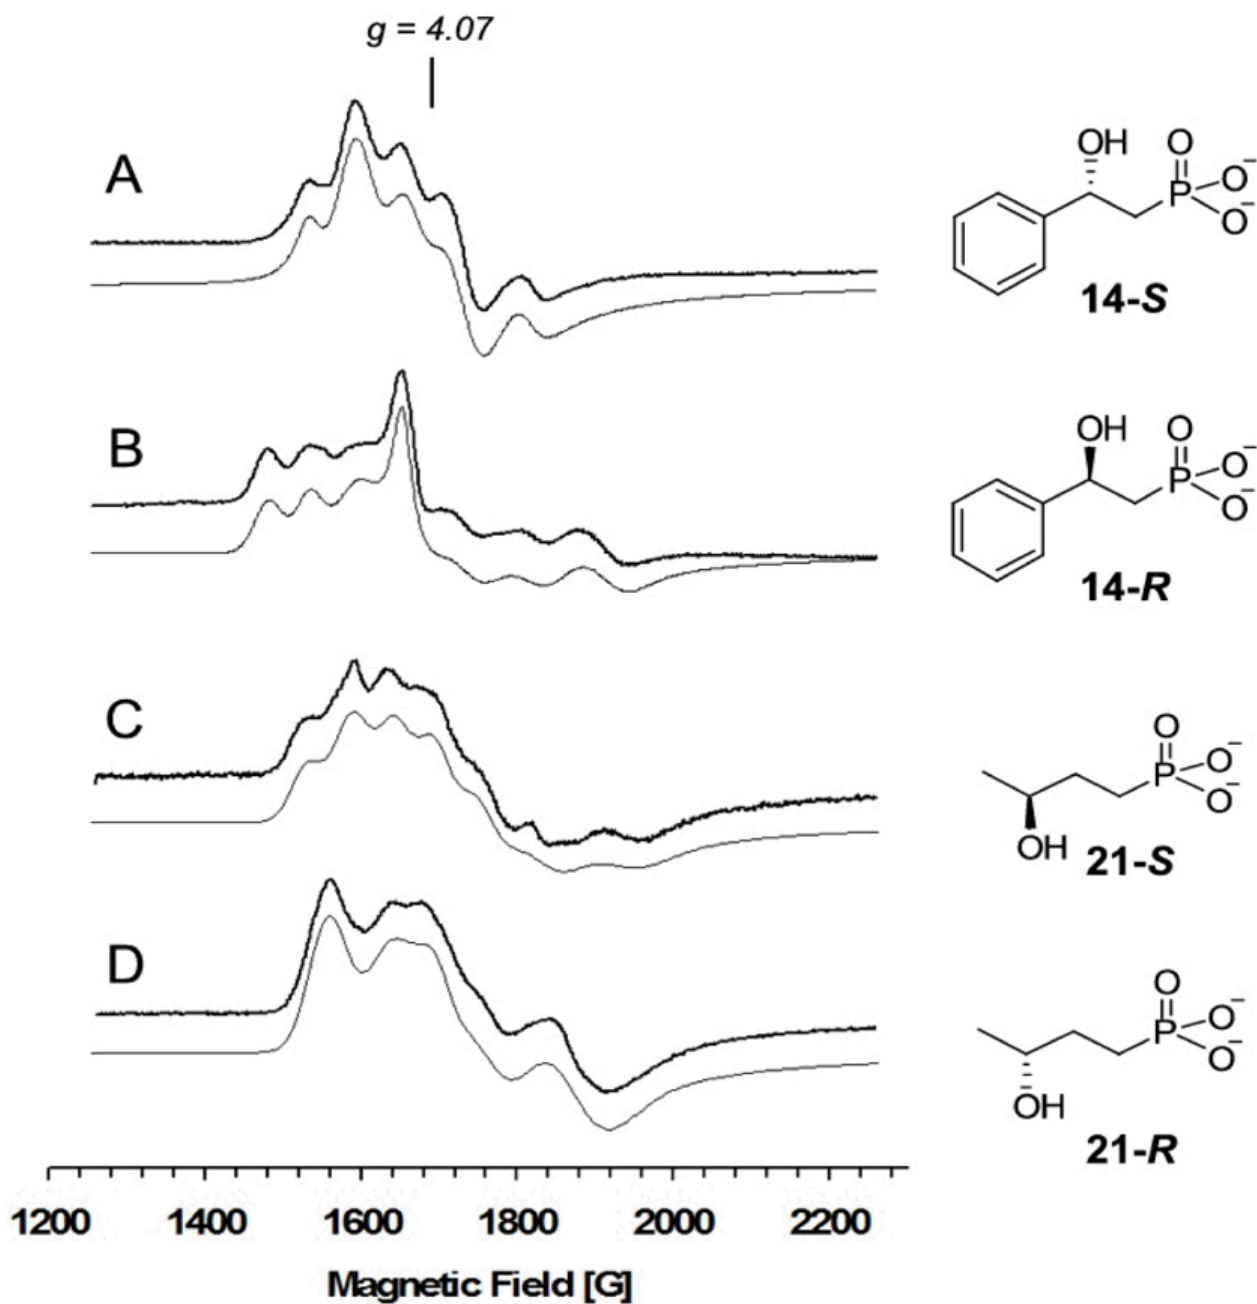 g = 4.07
A
OH
O
P
O⁻
O⁻
14-S
B
OH
O
P
O⁻
O⁻
14-R
C
O
P
O⁻
O⁻
OH
21-S
D
O
P
O⁻
O⁻
OH
21-R
1200 1400 1600 1800 2000 2200
Magnetic Field [G]